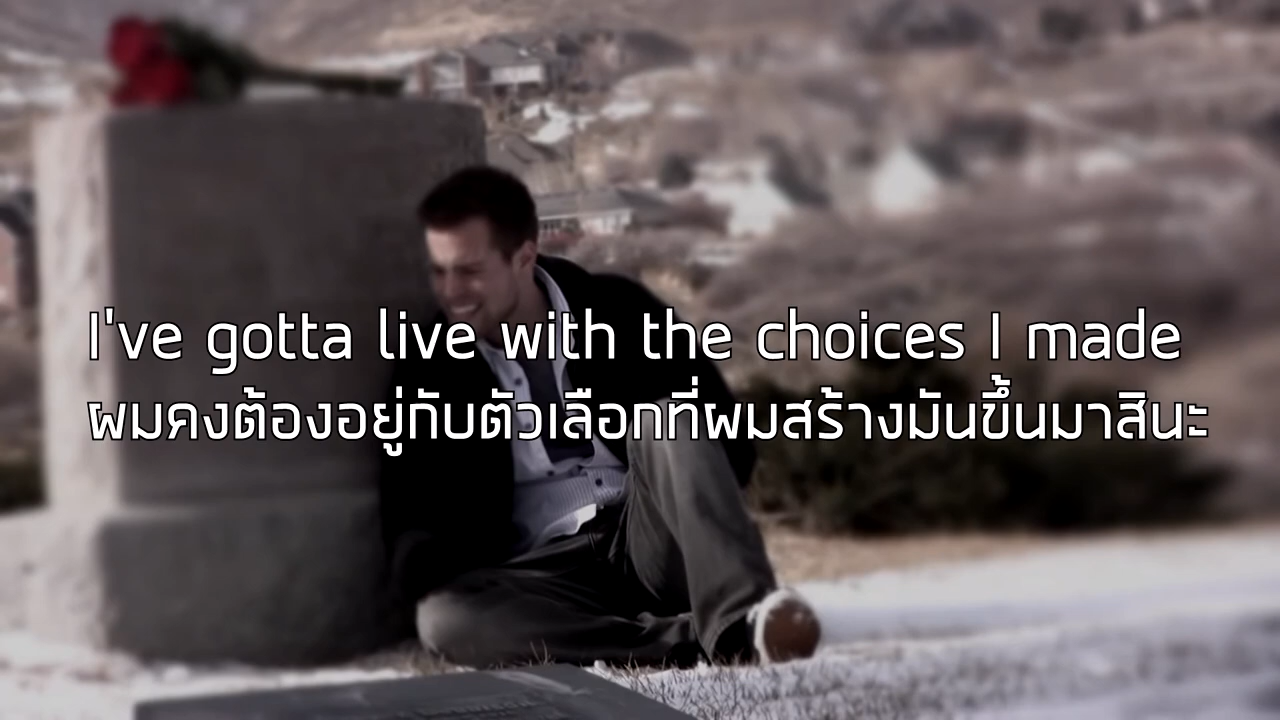 I've gotta live with the choices I made
ผมคงต้องอยู่กับตัวเลือกที่ผมสร้างมันขึ้นมาสินะ